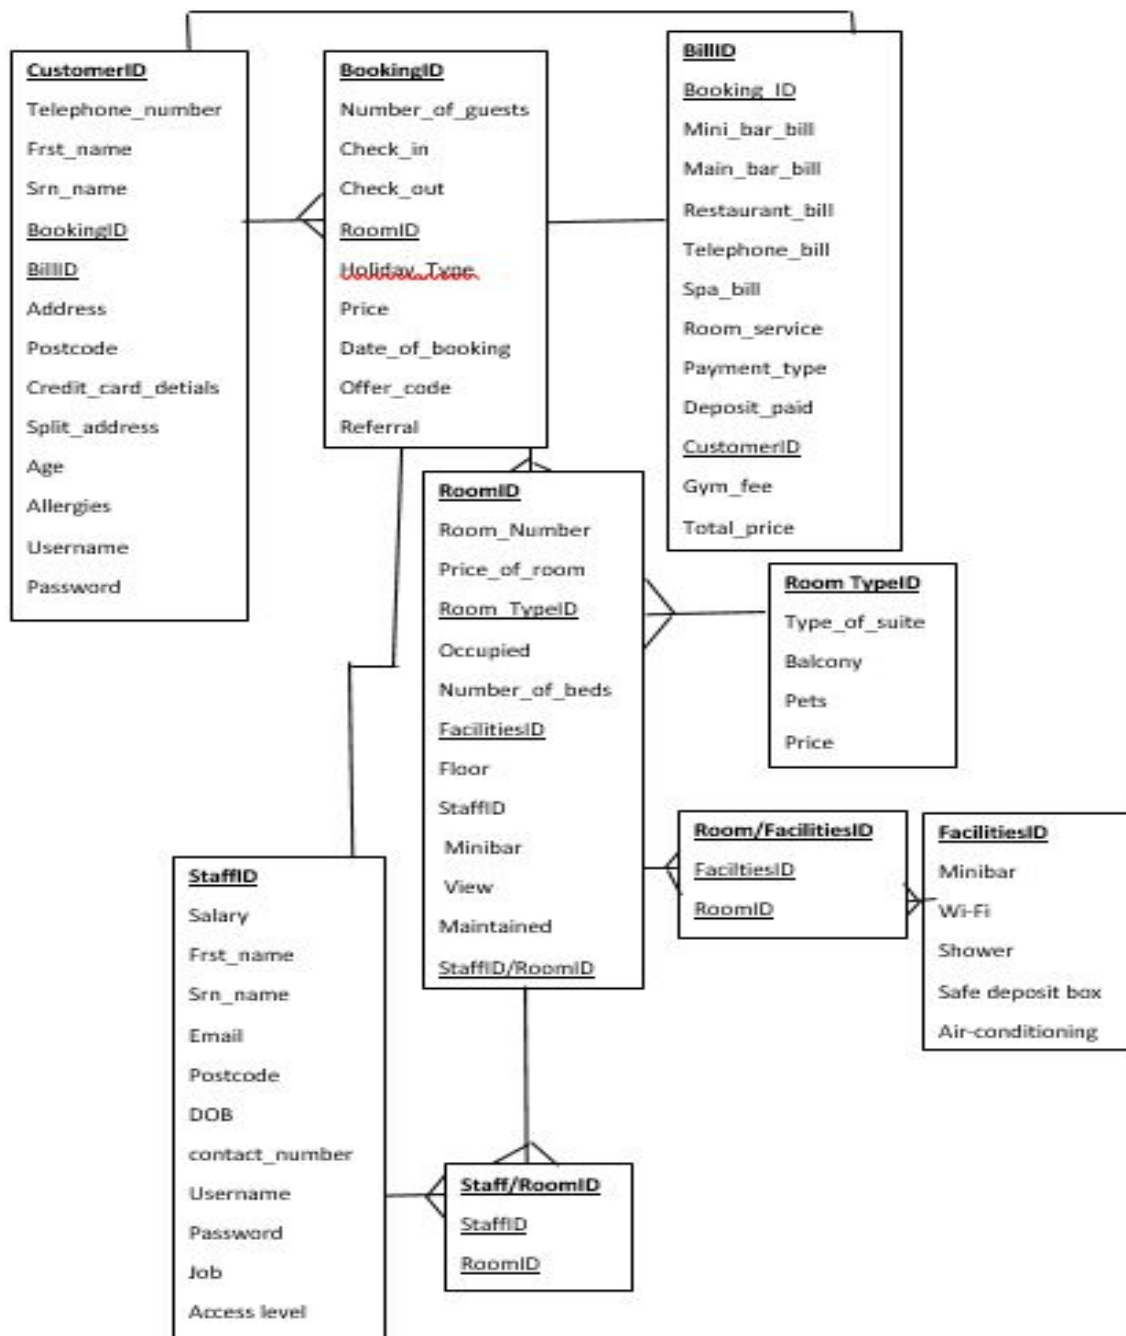 CustomerID
Telephone_number
Frst_name
Srn_name
BookingID
BillID
Address
Postcode
Credit_card_detials
Split_address
Age
Allergies
Username
Password
BookingID
Number_of_guests
Check_in
Check_out
RoomID
Holiday_Type
Price
Date_of_booking
Offer_code
Referral
BillID
Booking_ID
Mini_bar_bill
Main_bar_bill
Restaurant_bill
Telephone_bill
Spa_bill
Room_service
Payment_type
Deposit_paid
CustomerID
Gym_fee
Total_price
RoomID
Room_Number
Price_of_room
Room_TypeID
Occupied
Number_of_beds
FacilitiesID
Floor
StaffID
Minibar
View
Maintained
StaffID/RoomID
Room TypeID
Type_of_suite
Balcony
Pets
Price
Room/FacilitiesID
FaciltiesID
RoomID
FacilitiesID
Minibar
Wi-Fi
Shower
Safe deposit box
Air-conditioning
StaffID
Salary
Frst_name
Srn_name
Email
Postcode
DOB
contact_number
Username
Password
Job
Access level
Staff/RoomID
StaffID
RoomID